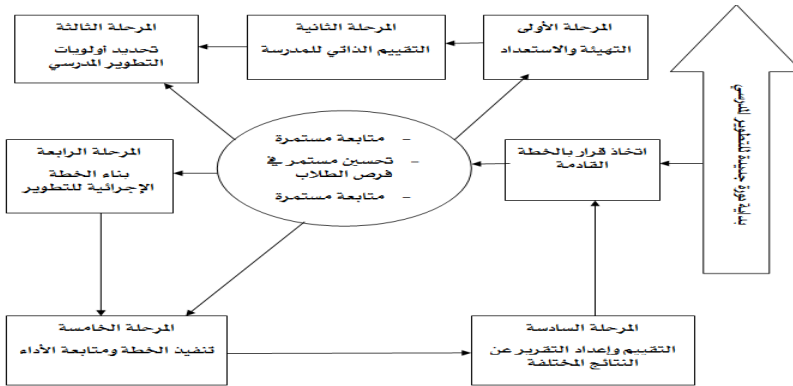 المرحلة الأولى
التهيئة والاستعداد
المرحلة الثانية
التقييم الذاتي للمدرسة
المرحلة الثالثة
تحديد أولويات
التطوير المدرسي
بداية دورة جديدة للتطوير المدرسي
اتخاذ قرار بالخطة
القادمة
- متابعة مستمرة
- تحسين مستمر في
فرص الطلاب
- متابعة مستمرة
المرحلة الرابعة
بناء الخطة
الإجرائية للتطوير
المرحلة الخامسة
تنفيذ الخطة ومتابعة الأداء
المرحلة السادسة
التقييم وإعداد التقرير عن
النتائج المختلفة